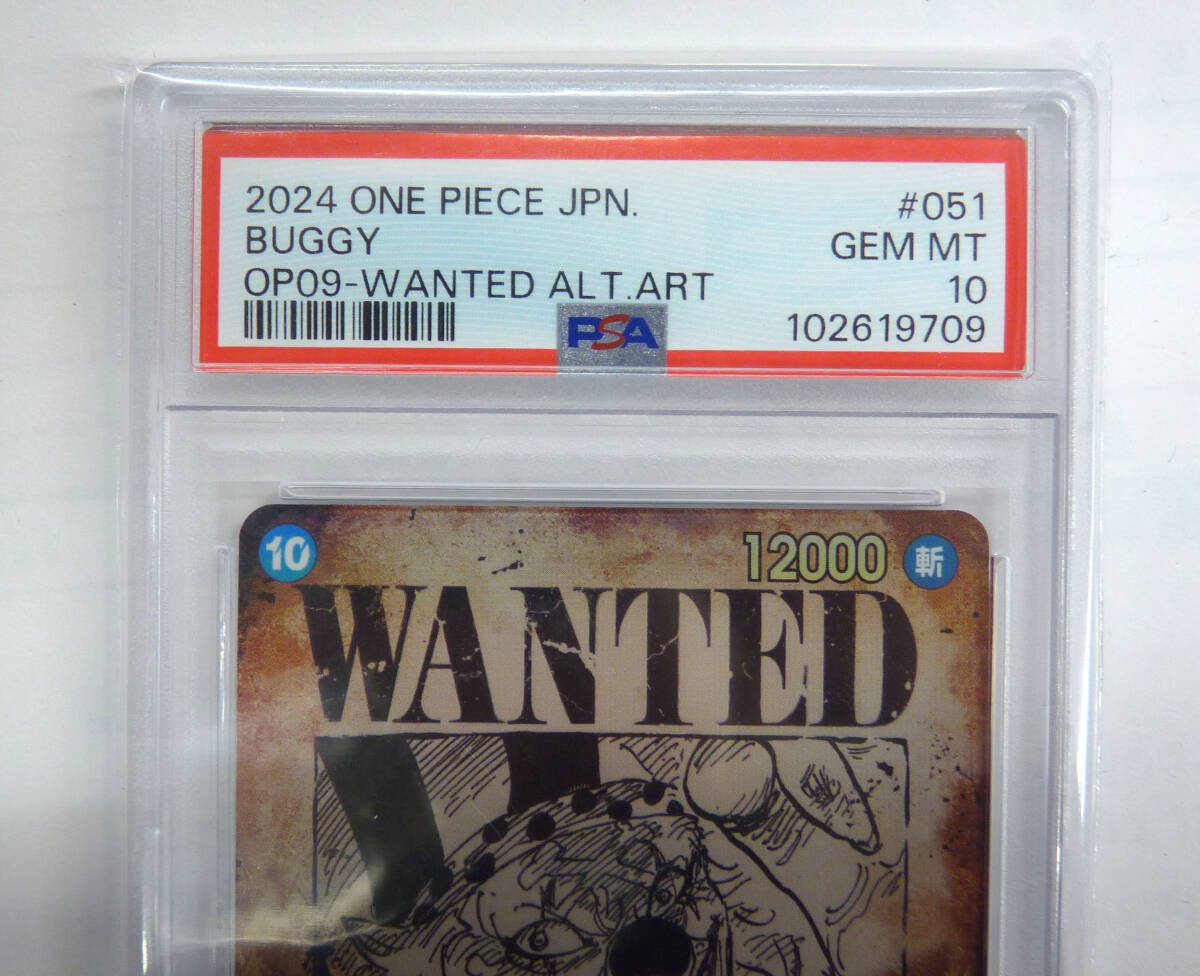 2024 ONE PIECE JPN. #051
BUGGY GEM MT
OP09-WANTED ALT.ART 10
PSA 102619709
10 12000 斬
WANTED